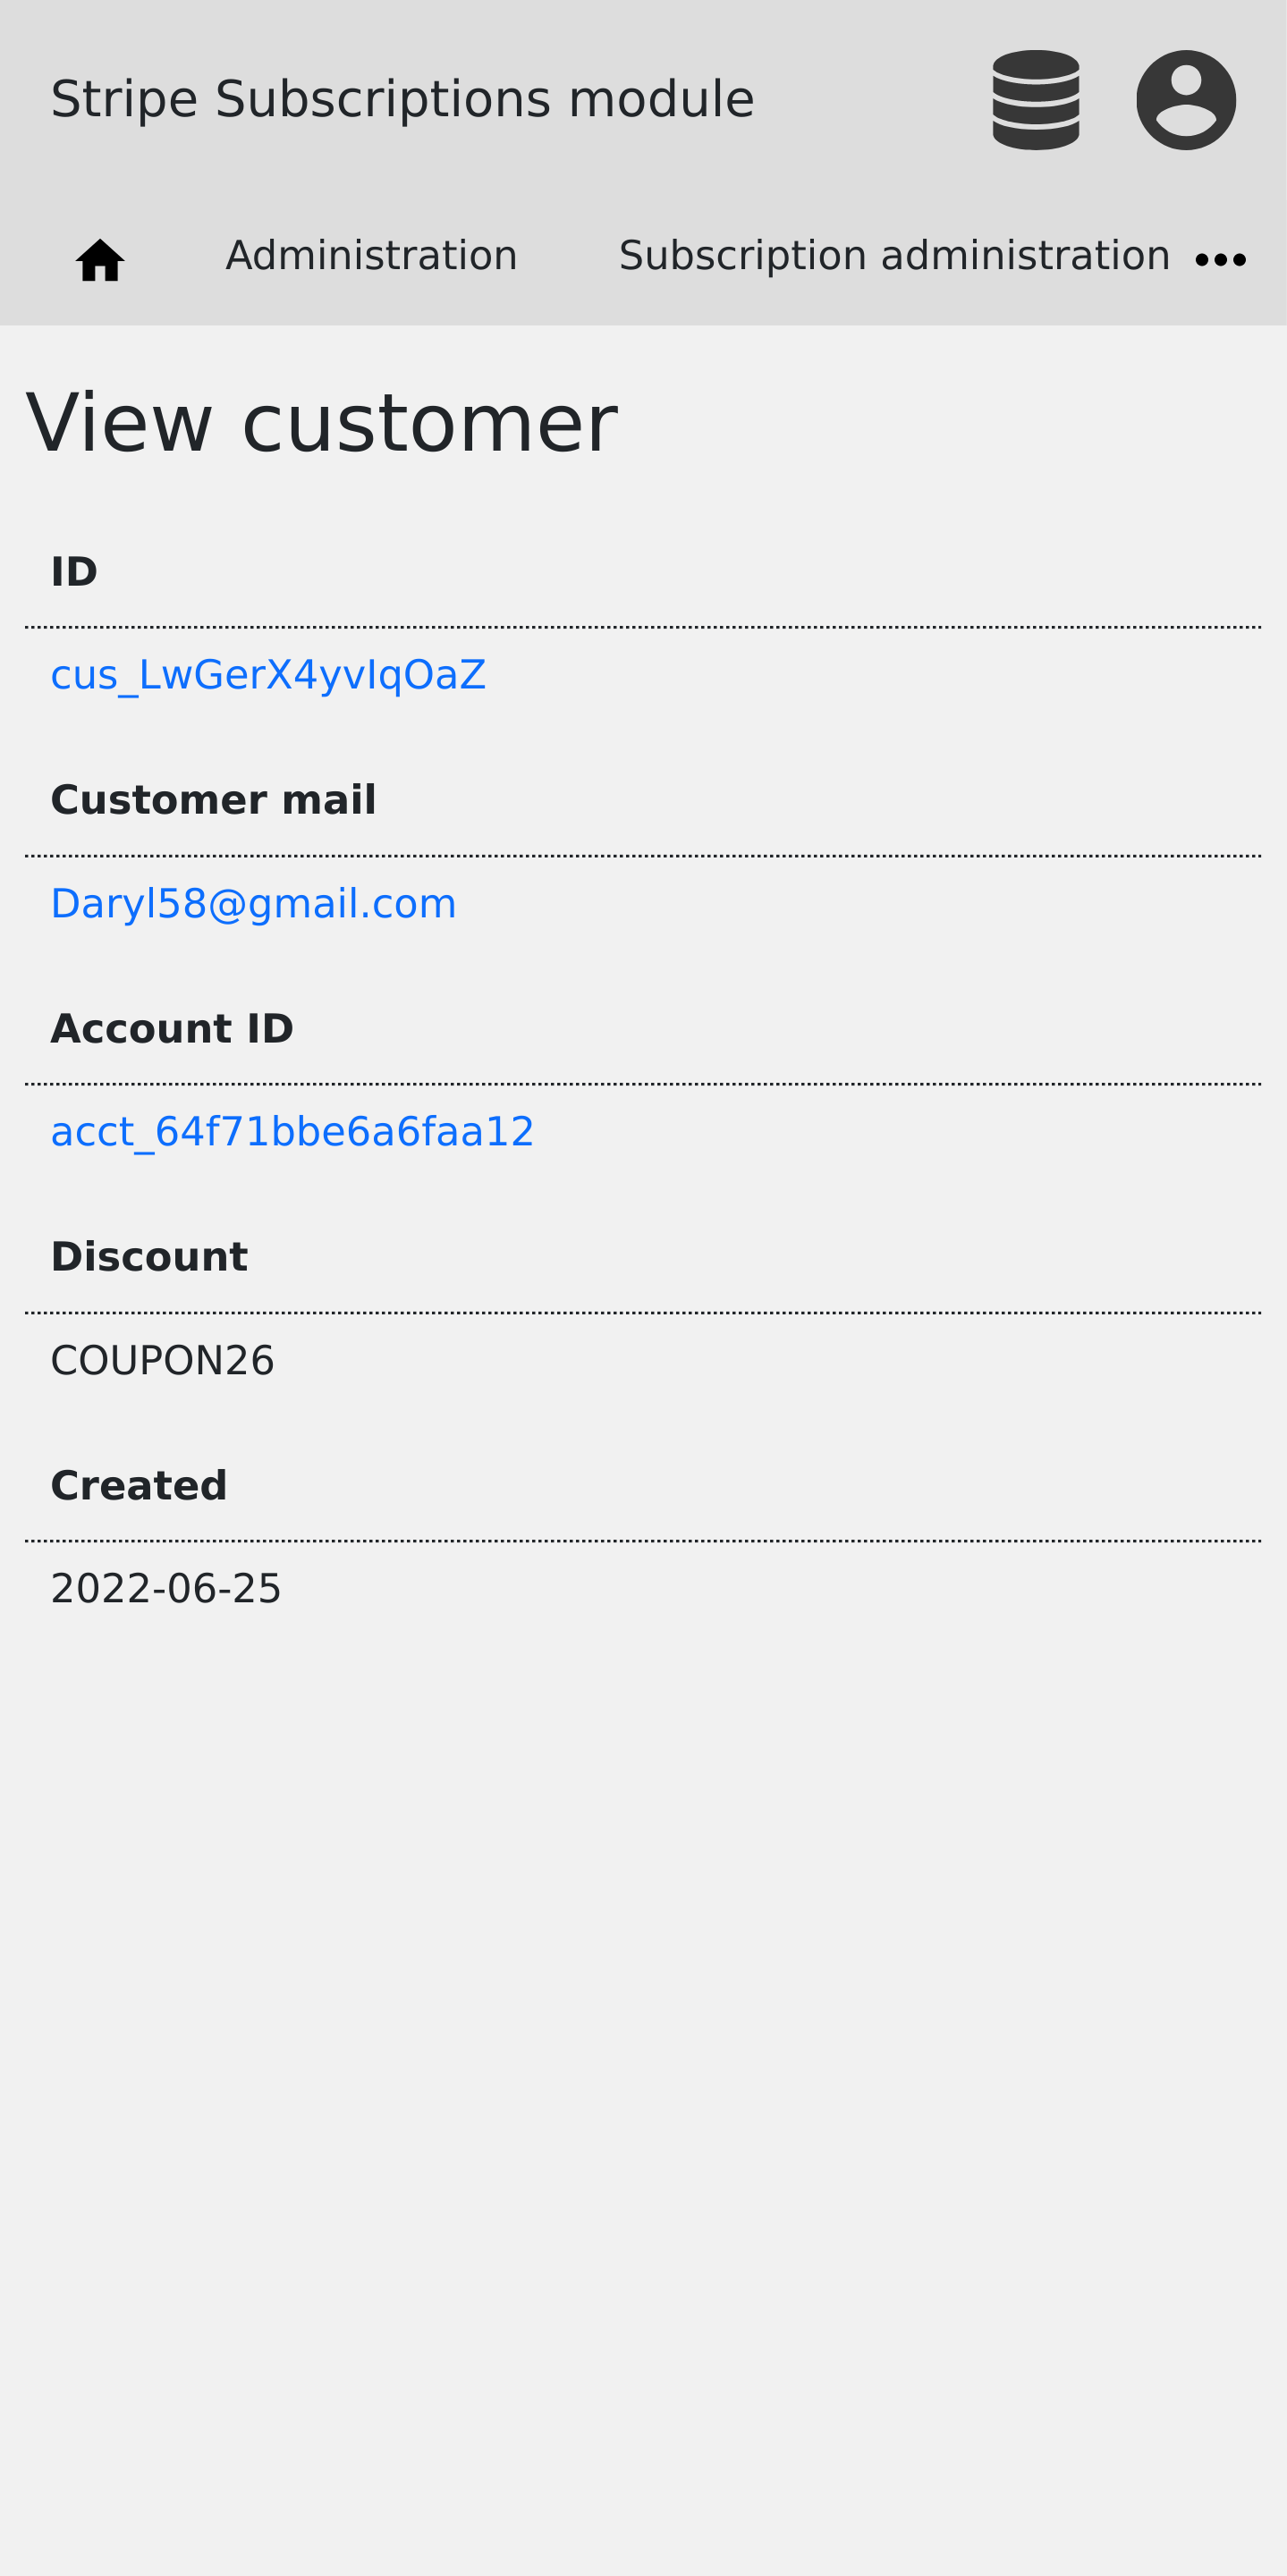 Stripe Subscriptions module
Administration Subscription administration
View customer
ID
cus_LwGerX4yvIqOaZ
Customer mail
Daryl58@gmail.com
Account ID
acct_64f71bbe6a6faa12
Discount
COUPON26
Created
2022-06-25